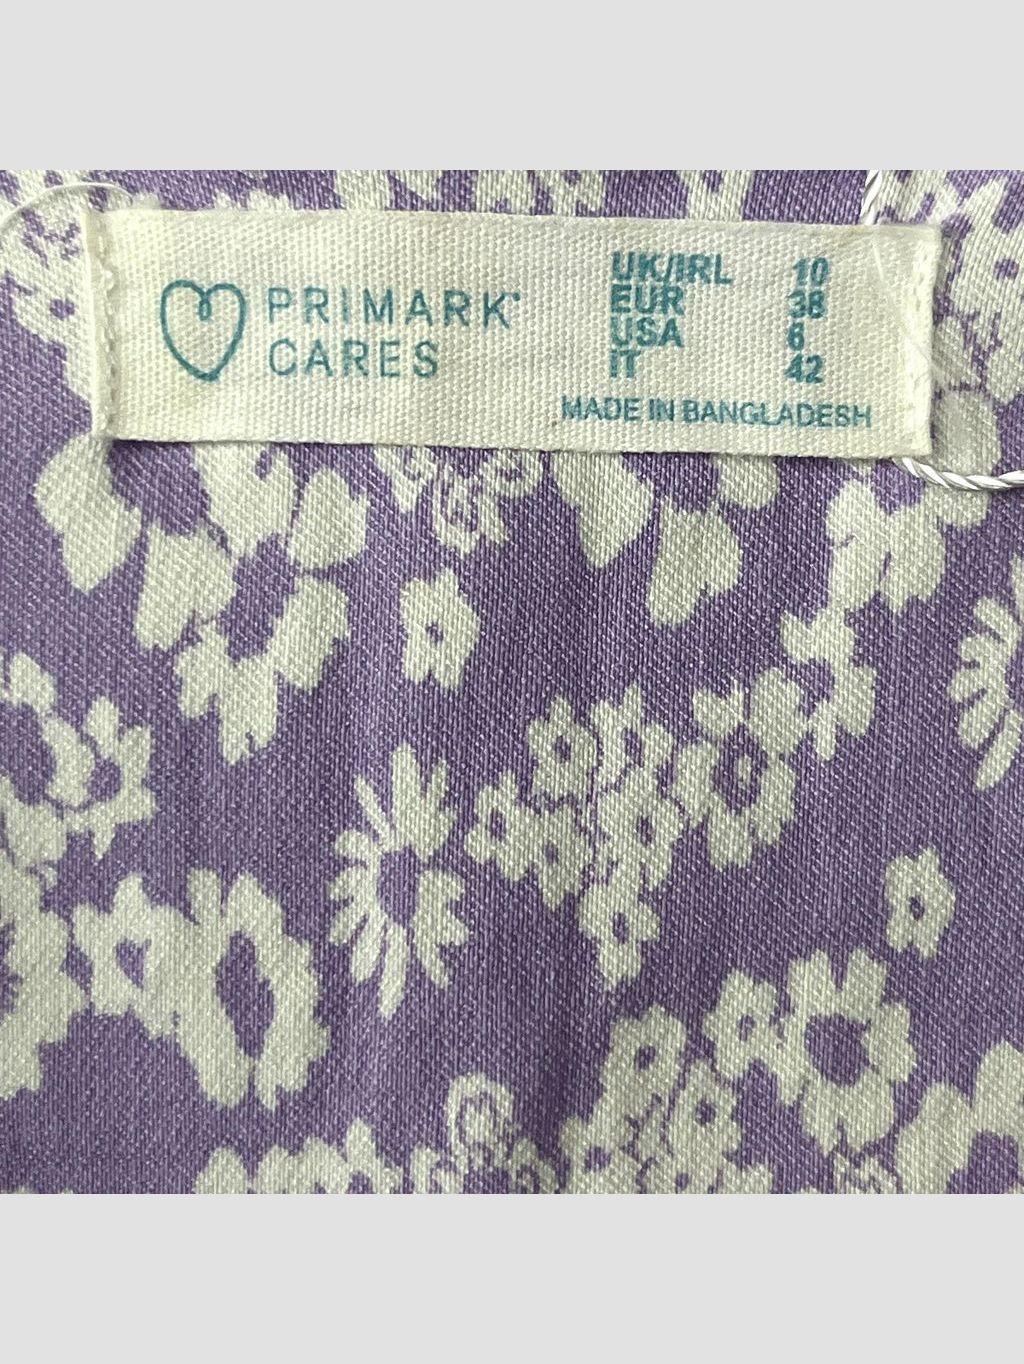 PRIMARK
CARES
UK/IRL 10
EUR 38
USA 6
IT 42
MADE IN BANGLADESH